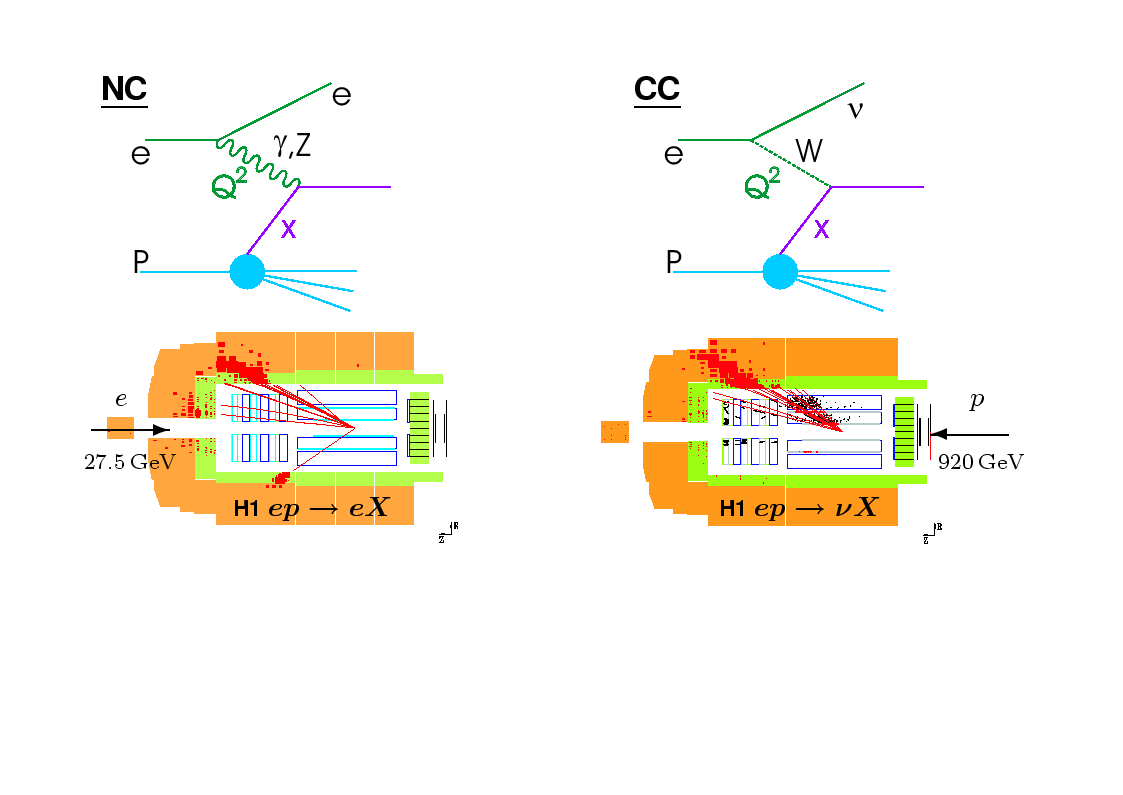 NC
e
e
γ,Z
Q²
x
P
CC
e
ν
W
Q²
x
P
e
27.5 GeV
H1 ep → eX
R
Z
p
920 GeV
H1 ep → νX
R
Z